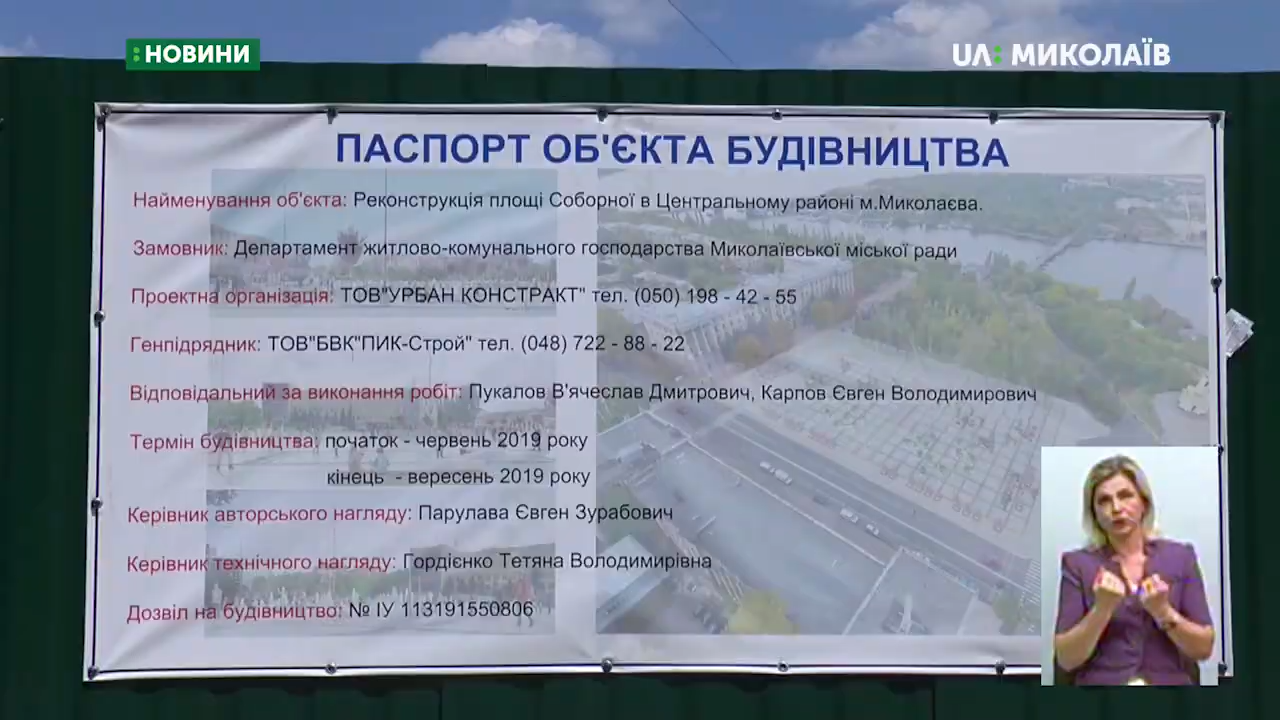 :НОВИНИ
UA: МИКОЛАЇВ
ПАСПОРТ ОБ'ЄКТА БУДІВНИЦТВА
Найменування об'єкта: Реконструкція площі Соборної в Центральному районі м.Миколаєва.
Замовник: Департамент житлово-комунального господарства Миколаївської міської ради
Проектна організація: ТОВ"УРБАН КОНСТРАКТ" тел. (050) 198 - 42 - 55
Генпідрядник: ТОВ"БВК"ПИК-Строй" тел. (048) 722 - 88 - 22
Відповідальний за виконання робіт: Пукалов В'ячеслав Дмитрович, Карпов Євген Володимирович
Термін будівництва: початок - червень 2019 року
кінець - вересень 2019 року
Керівник авторського нагляду: Парулава Євген Зурабович
Керівник технічного нагляду: Гордієнко Тетяна Володимирівна
Дозвіл на будівництво: № ІУ 113191550806